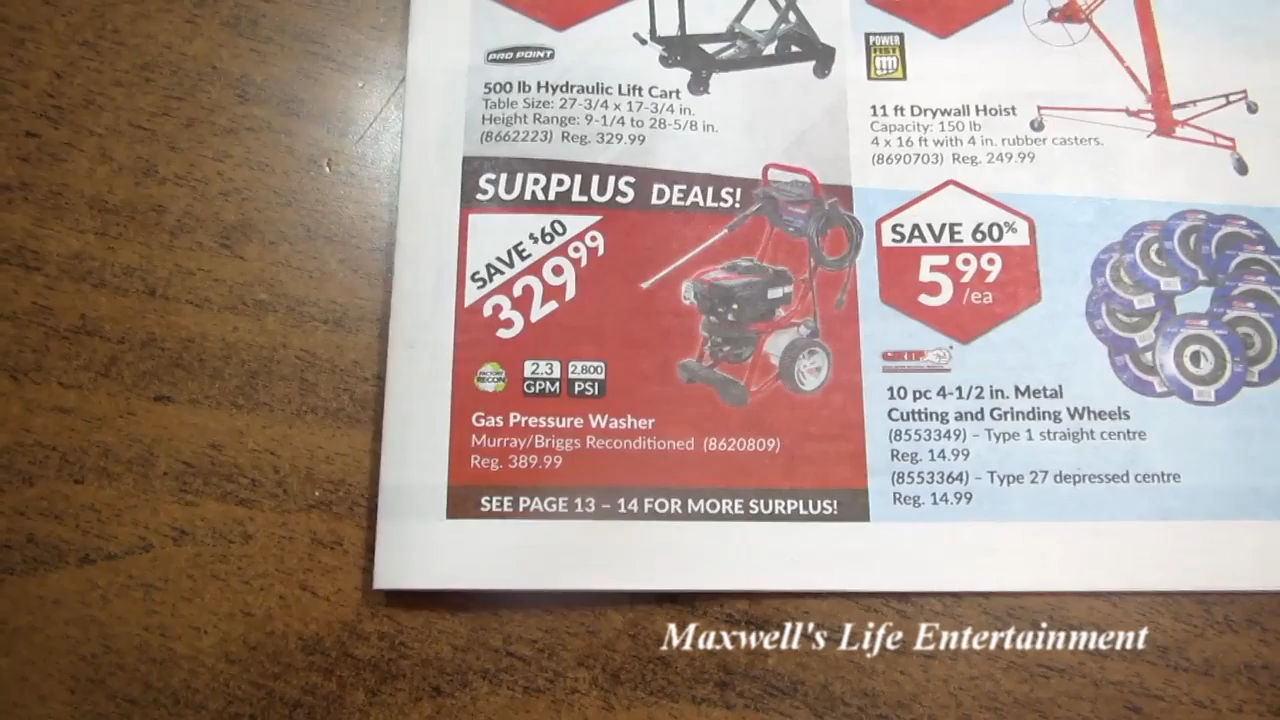 PRO POINT
500 lb Hydraulic Lift Cart
Table Size: 27-3/4 x 17-3/4 in.
Height Range: 9-1/4 to 28-5/8 in.
(8662223) Reg. 329.99
POWER
FIST
11 ft Drywall Hoist
Capacity: 150 lb
4 x 16 ft with 4 in. rubber casters.
(8690703) Reg. 249.99
SURPLUS DEALS!
SAVE $60
329.99
FACTORY
RECON
2.3
GPM
2,800
PSI
Gas Pressure Washer
Murray/Briggs Reconditioned (8620809)
Reg. 389.99
SEE PAGE 13 – 14 FOR MORE SURPLUS!
SAVE 60%
5.99
/ea
10 pc 4-1/2 in. Metal
Cutting and Grinding Wheels
(8553349) – Type 1 straight centre
Reg. 14.99
(8553364) – Type 27 depressed centre
Reg. 14.99
Maxwell's Life Entertainment